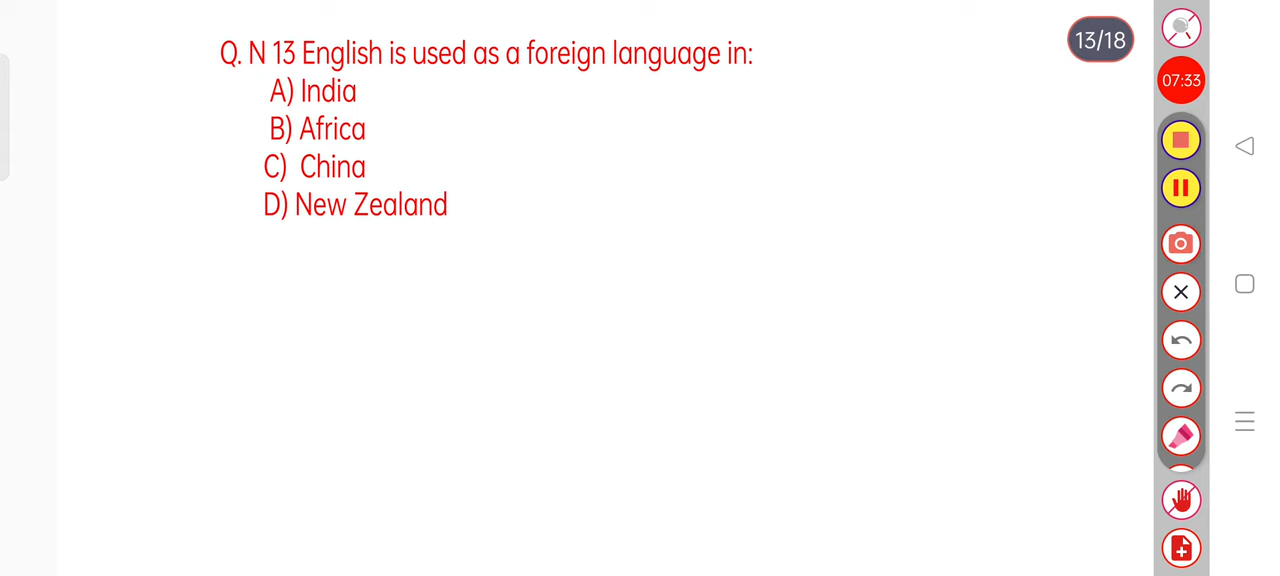 Q. N 13 English is used as a foreign language in:
A) India
B) Africa
C) China
D) New Zealand
13/18
07:33